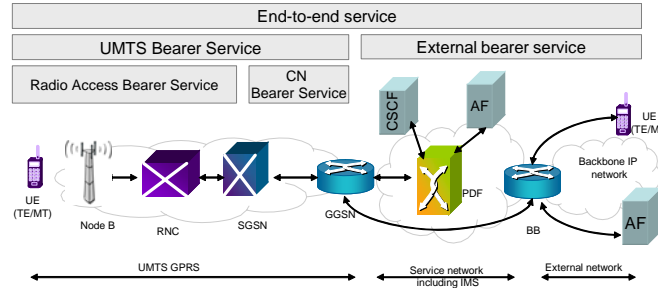 End-to-end service
UMTS Bearer Service
External bearer service
Radio Access Bearer Service
CN
Bearer Service
CSCF
AF
UE
(TE/MT)
Backbone IP
network
UE
(TE/MT)
Node B
RNC
SGSN
GGSN
PDF
BB
AF
UMTS GPRS
Service network
including IMS
External network